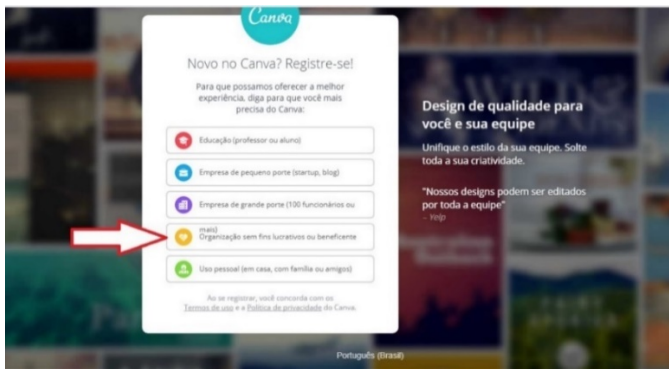 Canva
Novo no Canva? Registre-se!
Para que possamos oferecer a melhor
experiência, diga para que você mais
precisa do Canva:
Educação (professor ou aluno)
Empresa de pequeno porte (startup, blog)
Empresa de grande porte (100 funcionários ou
mais)
Organização sem fins lucrativos ou beneficente
Uso pessoal (em casa, com família ou amigos)
Ao se registrar, você concorda com os
Termos de uso e a Política de privacidade do Canva.
Design de qualidade para
você e sua equipe
Unifique o estilo da sua equipe. Solte
toda a sua criatividade.
"Nossos designs podem ser editados
por toda a equipe"
- Yelp
Português (Brasil)